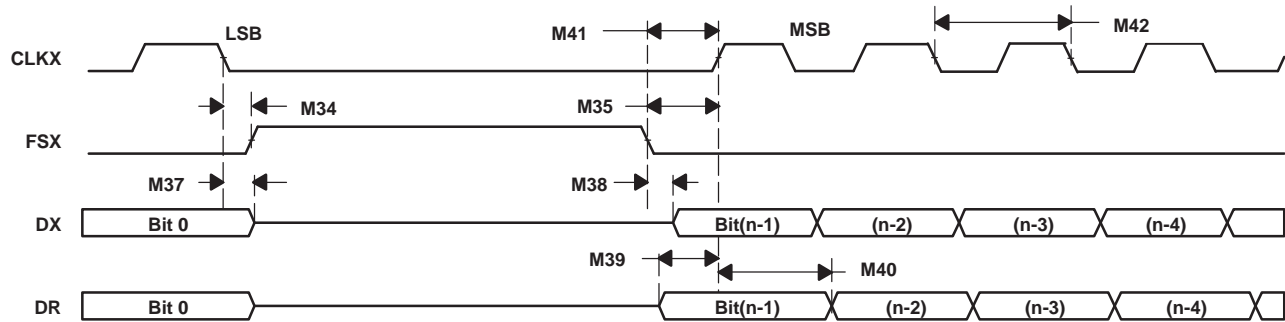 LSB M41 MSB M42
CLKX
M34 M35
FSX
M37 M38
DX Bit 0 Bit(n-1) (n-2) (n-3) (n-4)
M39 M40
DR Bit 0 Bit(n-1) (n-2) (n-3) (n-4)